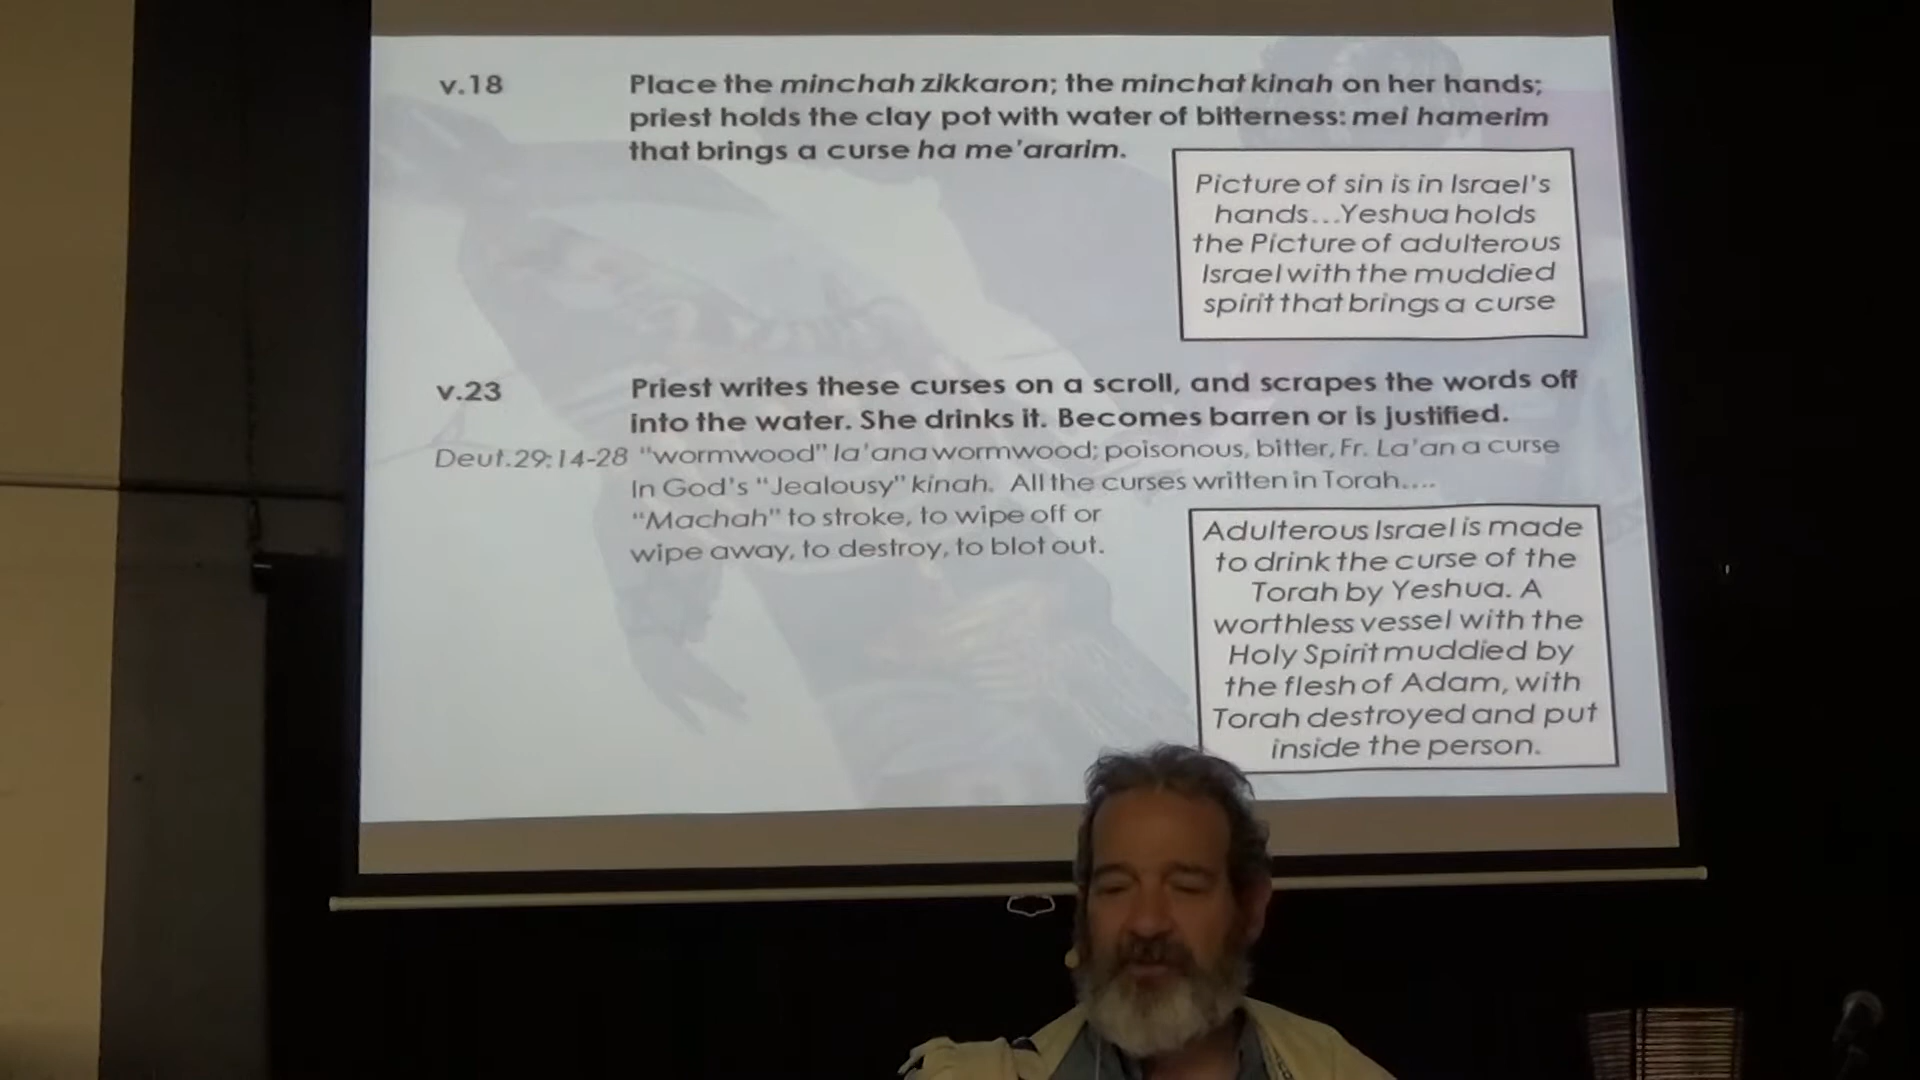 v.18 Place the minchah zikkaron; the minchat kinah on her hands;
priest holds the clay pot with water of bitterness: mei hamerim
that brings a curse ha me'ararim.
Picture of sin is in Israel's
hands...Yeshua holds
the Picture of adulterous
Israel with the muddied
spirit that brings a curse
v.23 Priest writes these curses on a scroll, and scrapes the words off
into the water. She drinks it. Becomes barren or is justified.
Deut.29:14-28 "wormwood" la'ana wormwood; poisonous, bitter, Fr. La'an a curse
In God's "Jealousy" kinah. All the curses written in Torah....
"Machah" to stroke, to wipe off or
wipe away, to destroy, to blot out.
Adulterous Israel is made
to drink the curse of the
Torah by Yeshua. A
worthless vessel with the
Holy Spirit muddied by
the flesh of Adam, with
Torah destroyed and put
inside the person.